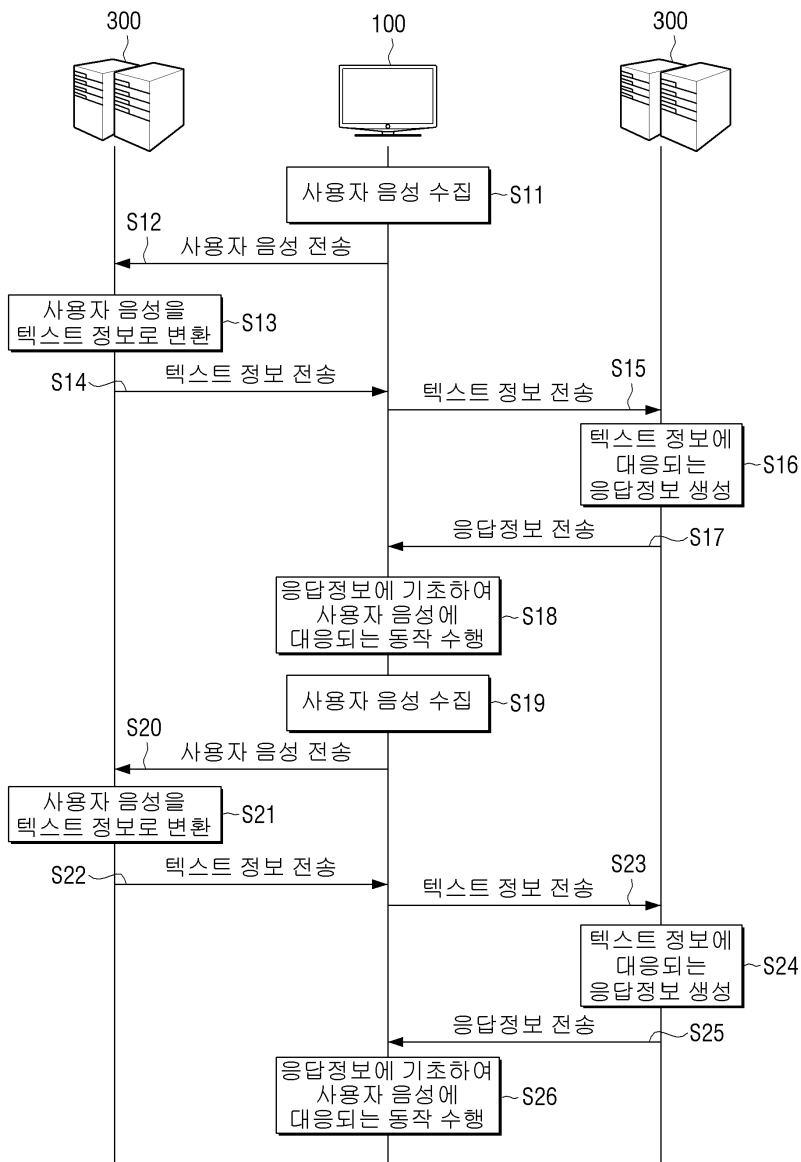 300
100
300
사용자 음성 수집
S11
S12
사용자 음성 전송
사용자 음성을
텍스트 정보로 변환
S13
S14
텍스트 정보 전송
S15
텍스트 정보 전송
텍스트 정보에
대응되는
응답정보 생성
S16
응답정보 전송
S17
응답정보에 기초하여
사용자 음성에
대응되는 동작 수행
S18
사용자 음성 수집
S19
S20
사용자 음성 전송
사용자 음성을
텍스트 정보로 변환
S21
S22
텍스트 정보 전송
S23
텍스트 정보 전송
텍스트 정보에
대응되는
응답정보 생성
S24
응답정보 전송
S25
응답정보에 기초하여
사용자 음성에
대응되는 동작 수행
S26